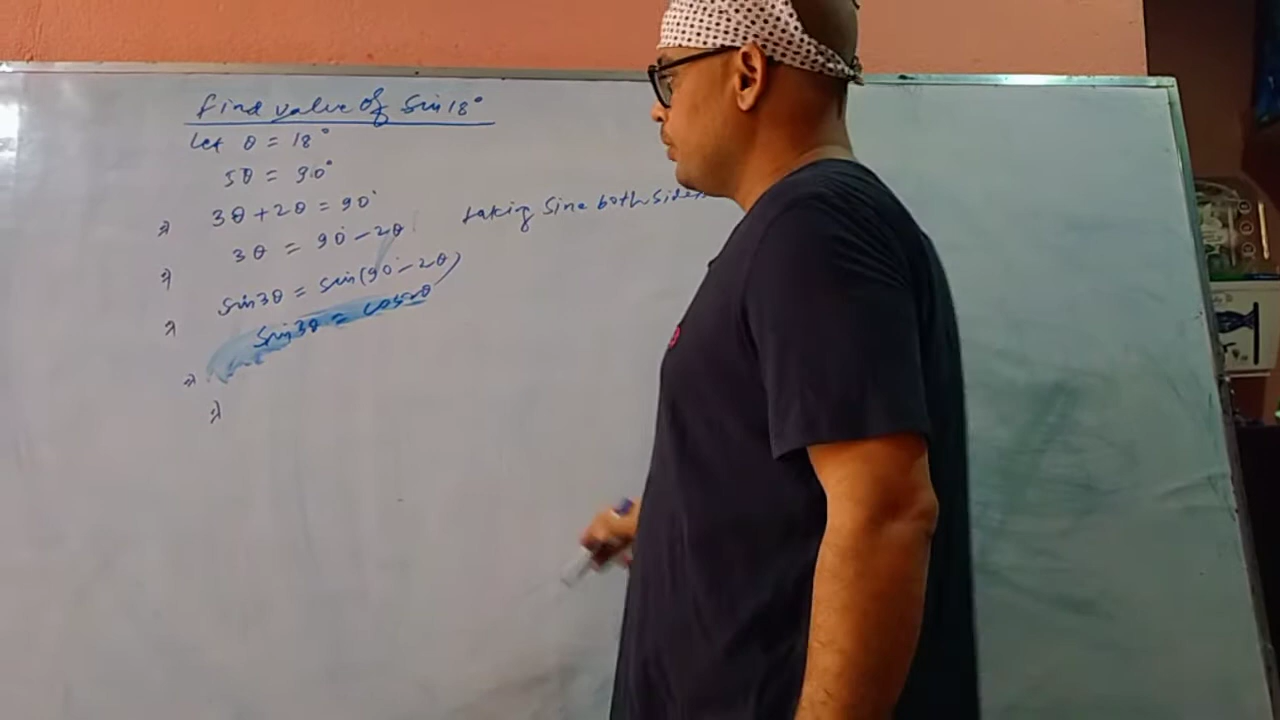 find value of Sin18°
Let θ = 18°
5θ = 90°
⇒ 3θ + 2θ = 90°
⇒ 3θ = 90° - 2θ taking Sine both sides
⇒ sin3θ = sin(90° - 2θ)
⇒ sin3θ = cos2θ
⇒